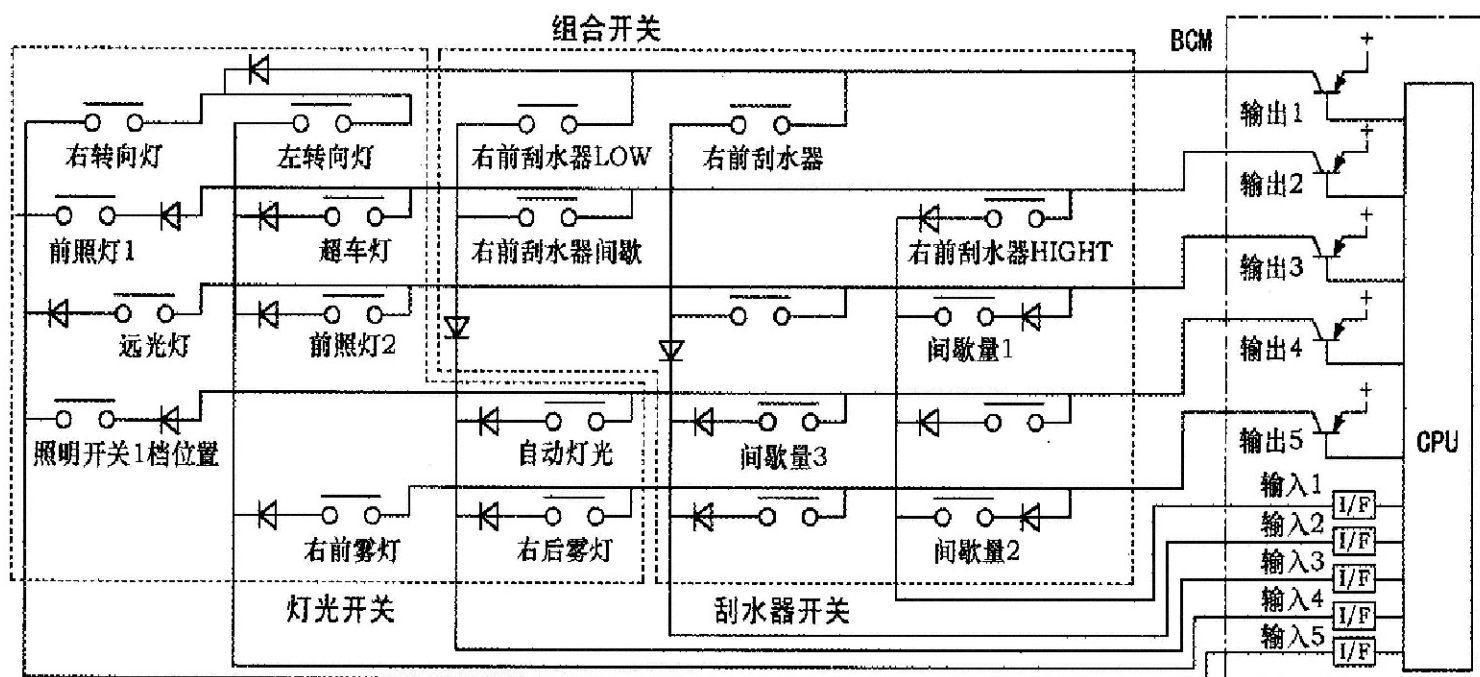 组合开关
BCM
输出1
右转向灯
左转向灯
右前刮水器LOW
右前刮水器
输出2
前照灯1
超车灯
右前刮水器间歇
右前刮水器HIGHT
输出3
远光灯
前照灯2
间歇量1
输出4
照明开关1档位置
自动灯光
间歇量3
输出5
CPU
右前雾灯
右后雾灯
间歇量2
输入1
I/F
输入2
I/F
输入3
I/F
输入4
I/F
输入5
I/F
灯光开关
刮水器开关